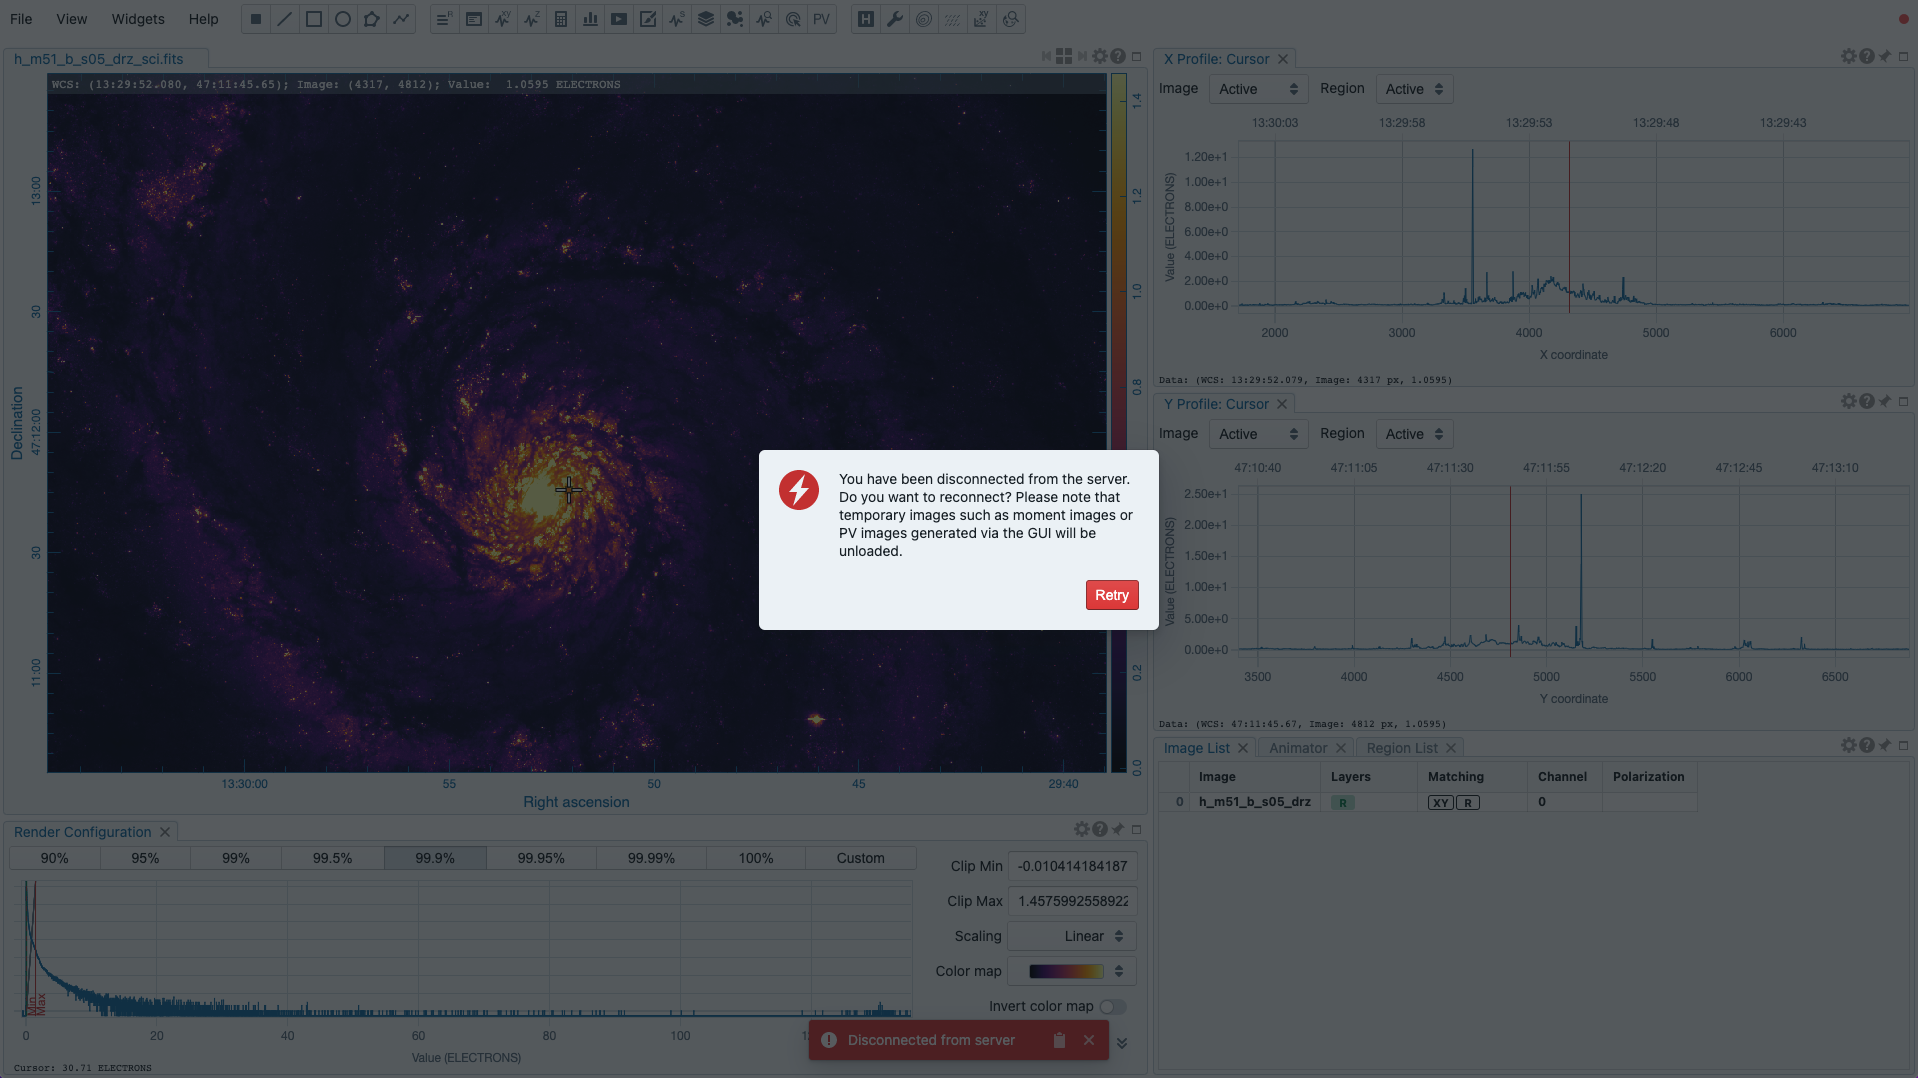 File View Widgets Help
R XY Z S PV H XY
h_m51_b_s05_drz_sci.fits
WCS: (13:29:52.080, 47:11:45.65); Image: (4317, 4812); Value: 1.0595 ELECTRONS
Declination
13:00
30
47:12:00
30
11:00
13:30:00 55 50 45 29:40
Right ascension
1.4
1.2
1.0
0.8
0.2
0.0
X Profile: Cursor
Image Active Region Active
13:30:03 13:29:58 13:29:53 13:29:48 13:29:43
Value (ELECTRONS)
1.20e+1
1.00e+1
8.00e+0
6.00e+0
4.00e+0
2.00e+0
0.00e+0
2000 3000 4000 5000 6000
X coordinate
Data: (WCS: 13:29:52.079, Image: 4317 px, 1.0595)
Y Profile: Cursor
Image Active Region Active
47:10:40 47:11:05 47:11:30 47:11:55 47:12:20 47:12:45 47:13:10
Value (ELECTRONS)
2.50e+1
2.00e+1
1.50e+1
1.00e+1
5.00e+0
0.00e+0
3500 4000 4500 5000 5500 6000 6500
Y coordinate
Data: (WCS: 47:11:45.67, Image: 4812 px, 1.0595)
You have been disconnected from the server.
Do you want to reconnect? Please note that
temporary images such as moment images or
PV images generated via the GUI will be
unloaded.
Retry
Image List Animator Region List
Image Layers Matching Channel Polarization
0 h_m51_b_s05_drz R XY R 0
Render Configuration
90% 95% 99% 99.5% 99.9% 99.95% 99.99% 100% Custom
Min
Max
0 20 40 60 80 100
Value (ELECTRONS)
Cursor: 30.71 ELECTRONS
Clip Min -0.010414184187
Clip Max 1.4575992558922
Scaling Linear
Color map
Invert color map
Disconnected from server